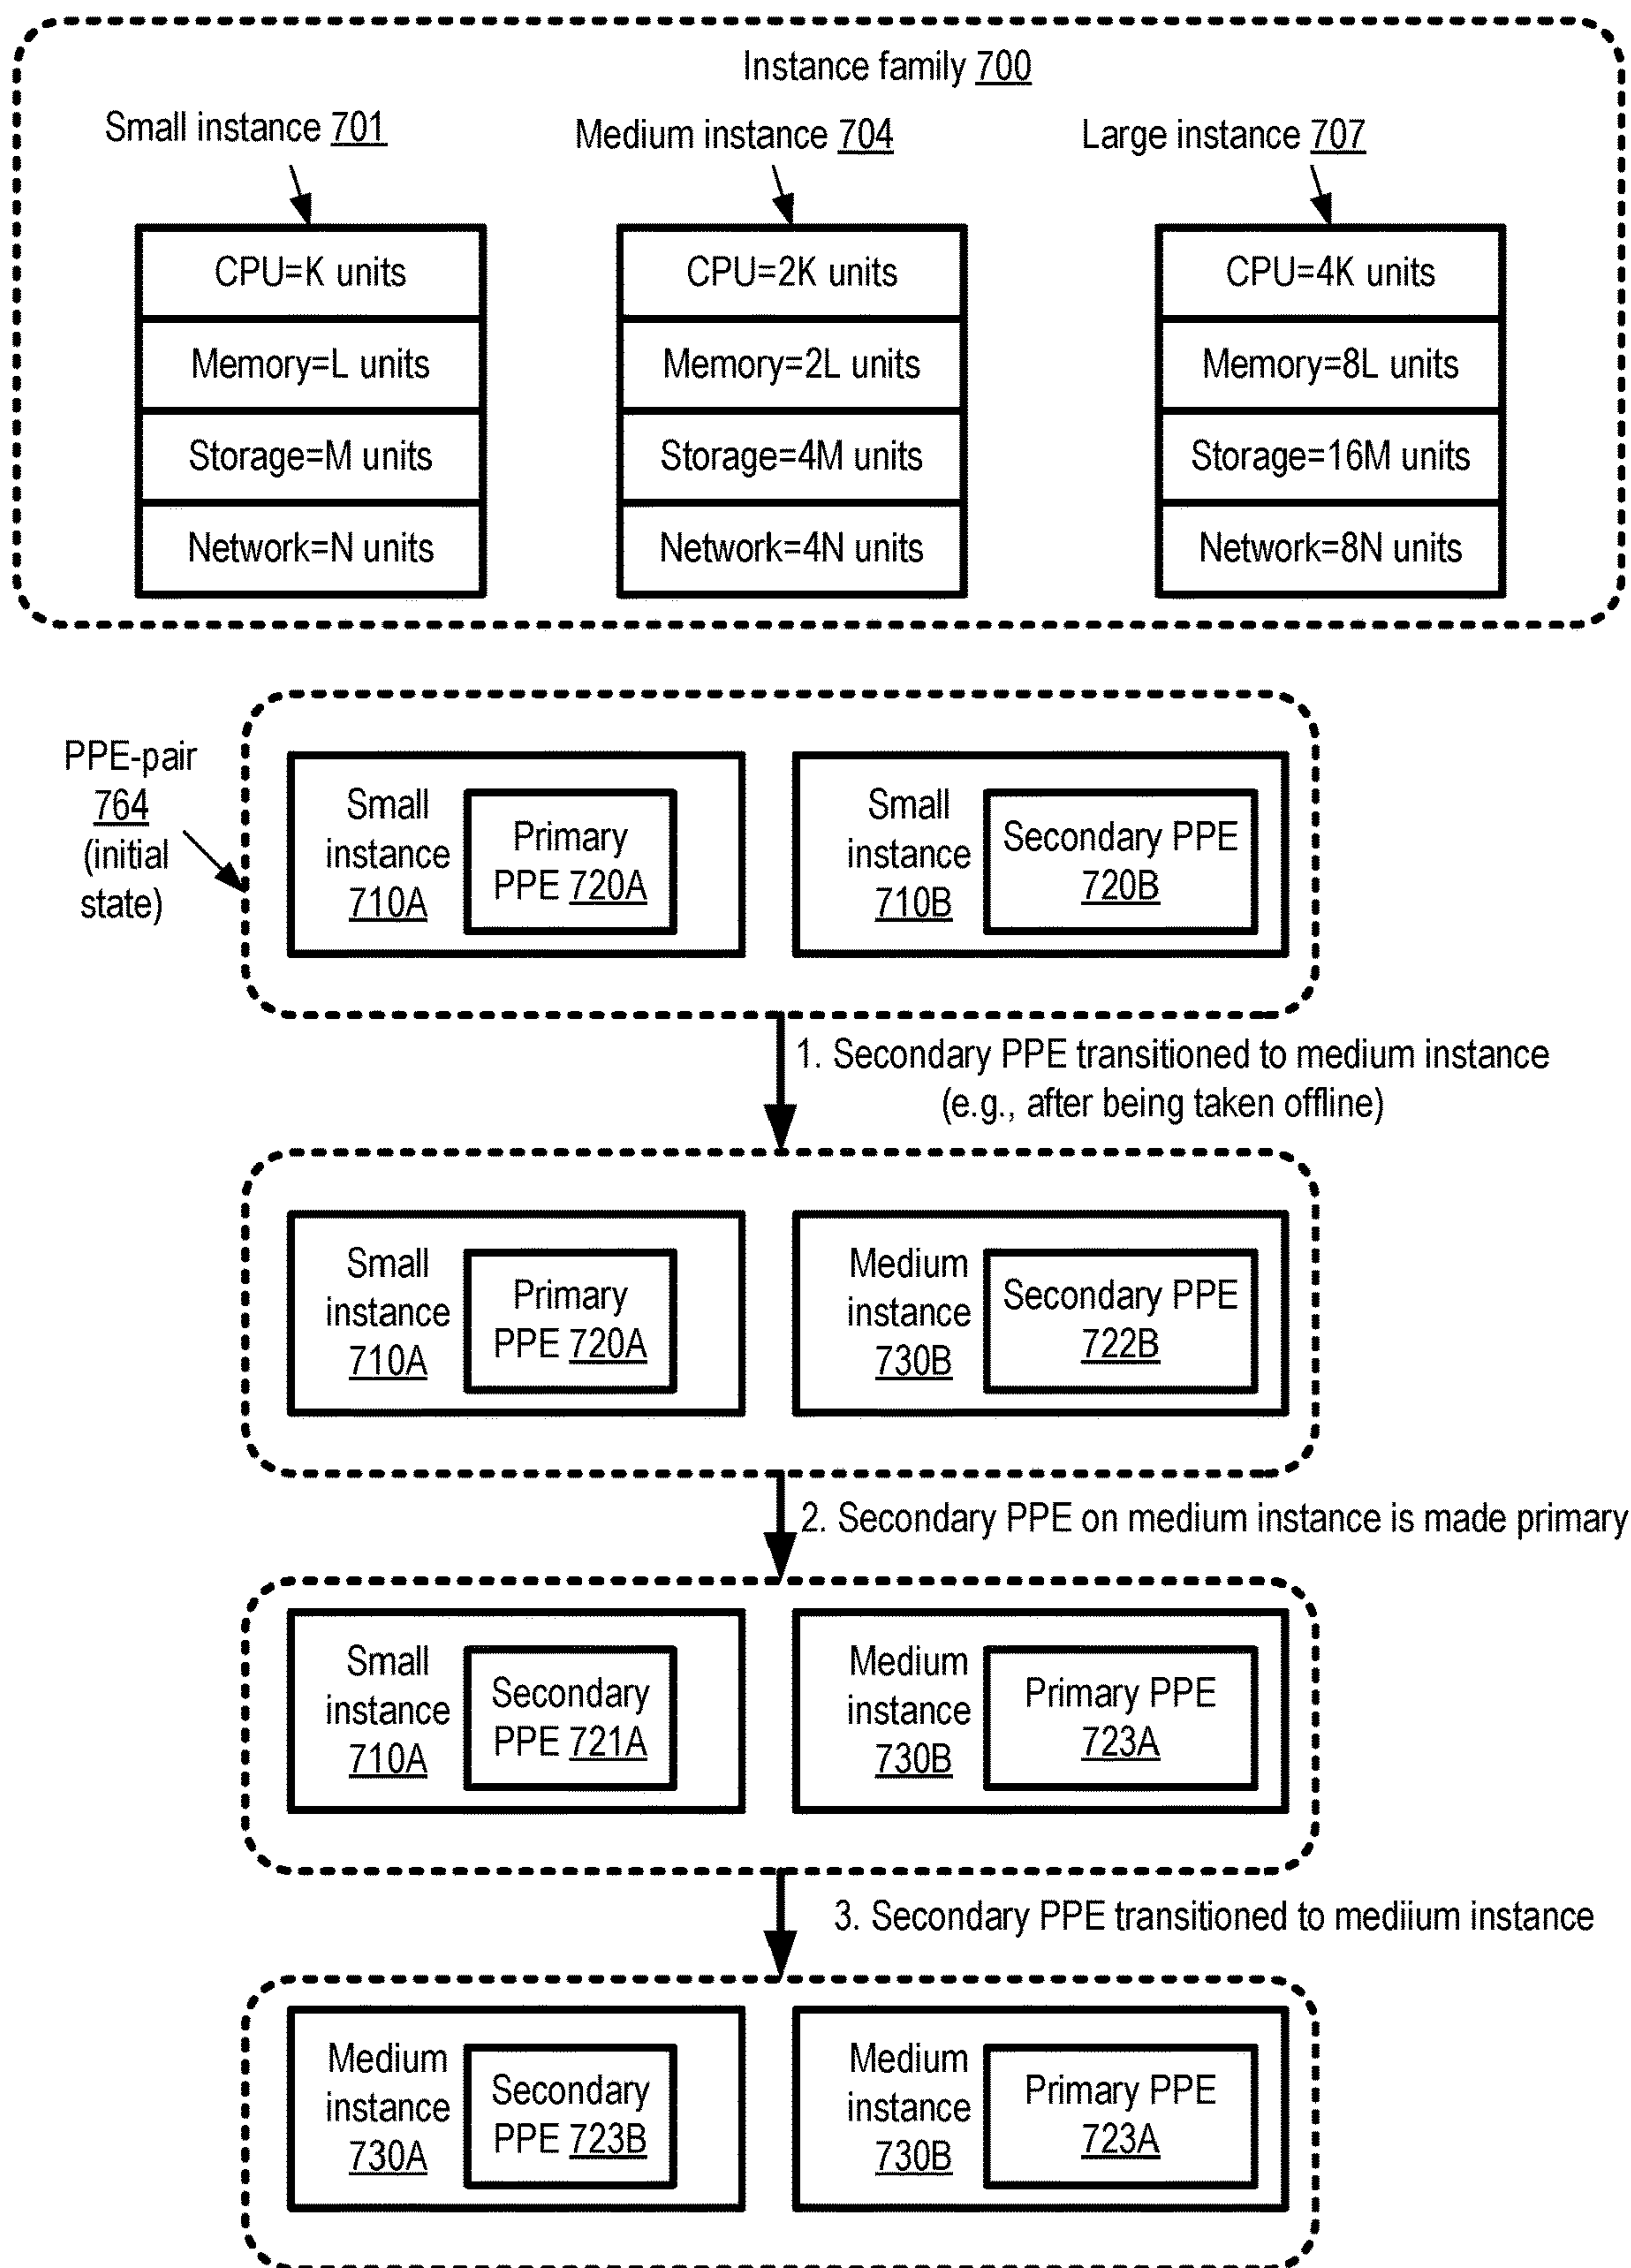 Instance family 700
Small instance 701
Medium instance 704
Large instance 707
CPU=K units
Memory=L units
Storage=M units
Network=N units
CPU=2K units
Memory=2L units
Storage=4M units
Network=4N units
CPU=4K units
Memory=8L units
Storage=16M units
Network=8N units
PPE-pair
764
(initial
state)
Small
instance
710A
Primary
PPE 720A
Small
instance
710B
Secondary PPE
720B
1. Secondary PPE transitioned to medium instance
(e.g., after being taken offline)
Small
instance
710A
Primary
PPE 720A
Medium
instance
730B
Secondary PPE
722B
2. Secondary PPE on medium instance is made primary
Small
instance
710A
Secondary
PPE 721A
Medium
instance
730B
Primary PPE
723A
3. Secondary PPE transitioned to mediium instance
Medium
instance
730A
Secondary
PPE 723B
Medium
instance
730B
Primary PPE
723A